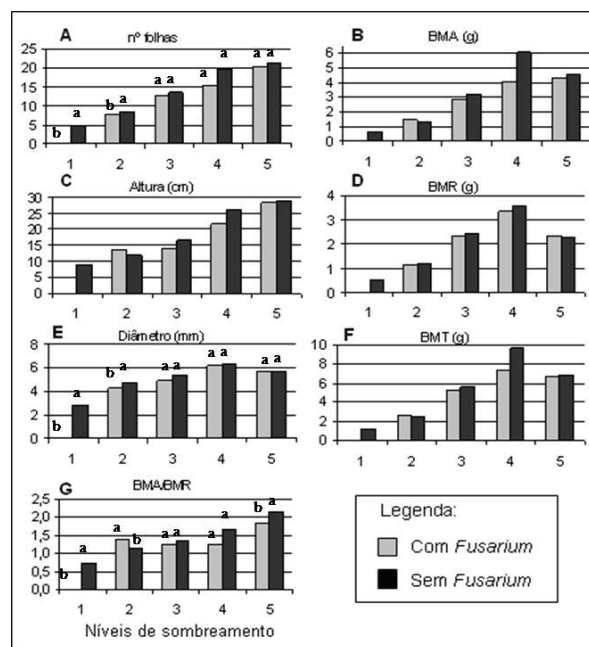 A
nº folhas
a a
a
a
a a
b a
a
b
25
20
15
10
5
0
1 2 3 4 5
B
BMA (g)
6
5
4
3
2
1
0
1 2 3 4 5
C
Altura (cm)
30
25
20
15
10
5
0
1 2 3 4 5
D
BMR (g)
4
3
2
1
0
1 2 3 4 5
E
Diâmetro (mm)
8
6
4
2
0
b a
b a
a a
a a
a a
1 2 3 4 5
F
BMT (g)
10
8
6
4
2
0
1 2 3 4 5
G
BMA/BMR
2,5
2,0
1,5
1,0
0,5
0,0
b a
a b
a a
a a
b a
1 2 3 4 5
Níveis de sombreamento
Legenda:
Com Fusarium
Sem Fusarium